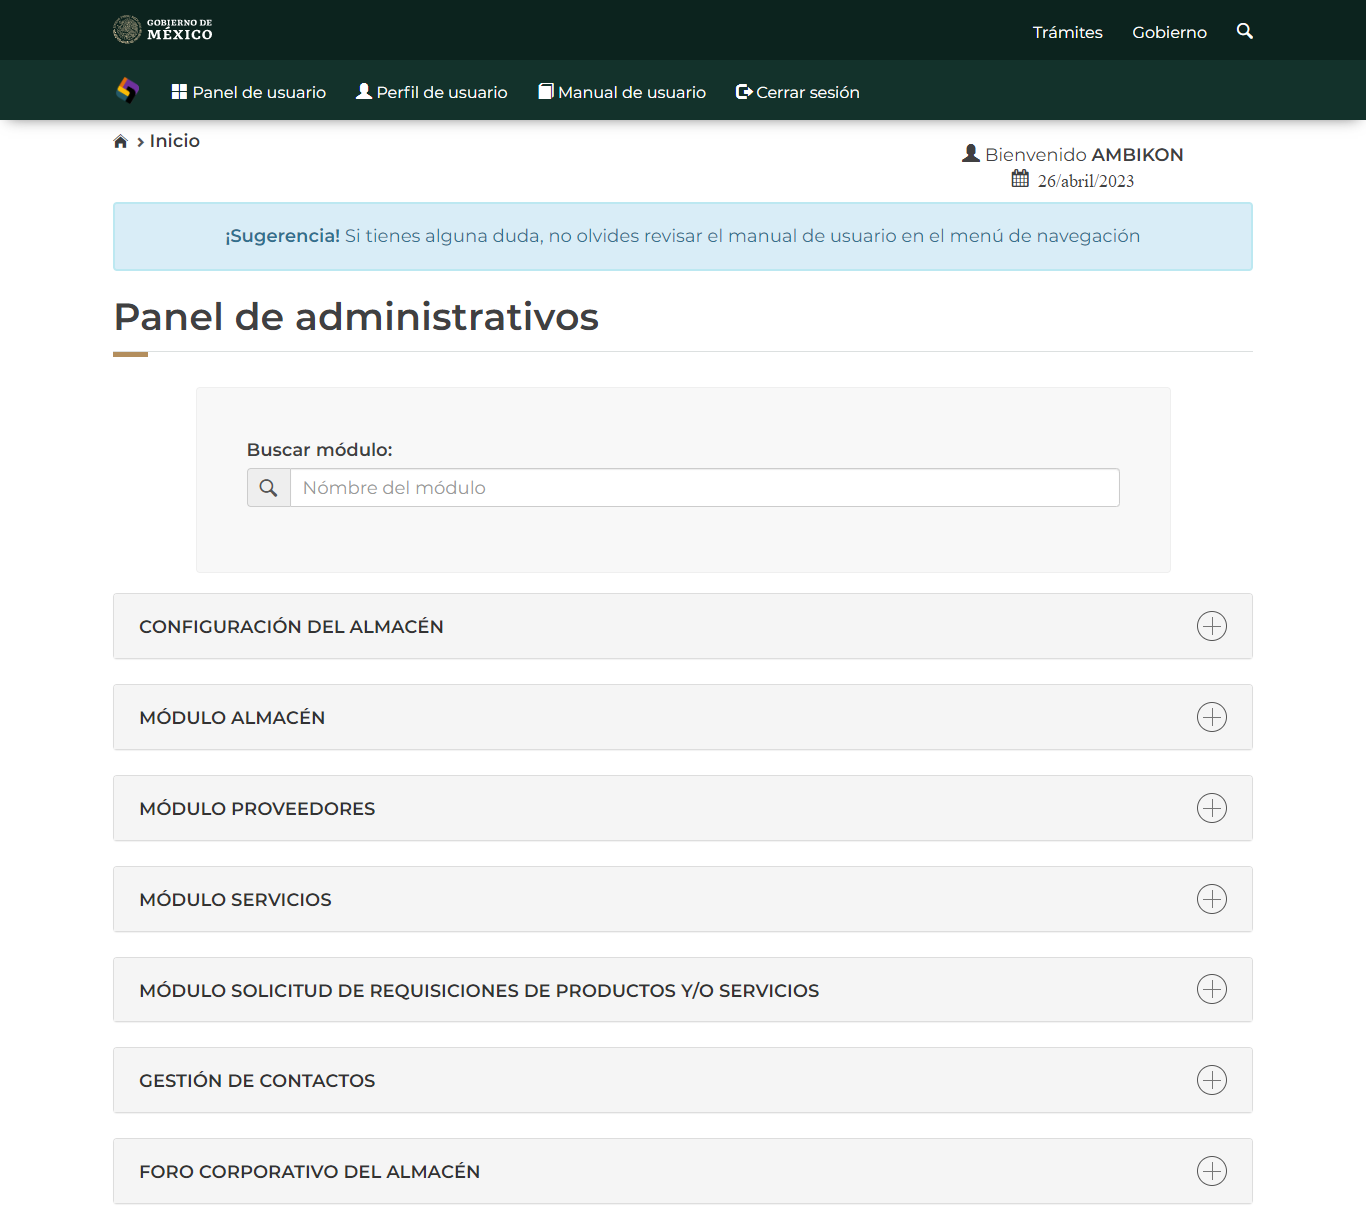 GOBIERNO DE
MÉXICO
Trámites
Gobierno
Panel de usuario
Perfil de usuario
Manual de usuario
Cerrar sesión
› Inicio
Bienvenido AMBIKON
26/abril/2023
¡Sugerencia! Si tienes alguna duda, no olvides revisar el manual de usuario en el menú de navegación
Panel de administrativos
Buscar módulo:
Nómbre del módulo
CONFIGURACIÓN DEL ALMACÉN
MÓDULO ALMACÉN
MÓDULO PROVEEDORES
MÓDULO SERVICIOS
MÓDULO SOLICITUD DE REQUISICIONES DE PRODUCTOS Y/O SERVICIOS
GESTIÓN DE CONTACTOS
FORO CORPORATIVO DEL ALMACÉN